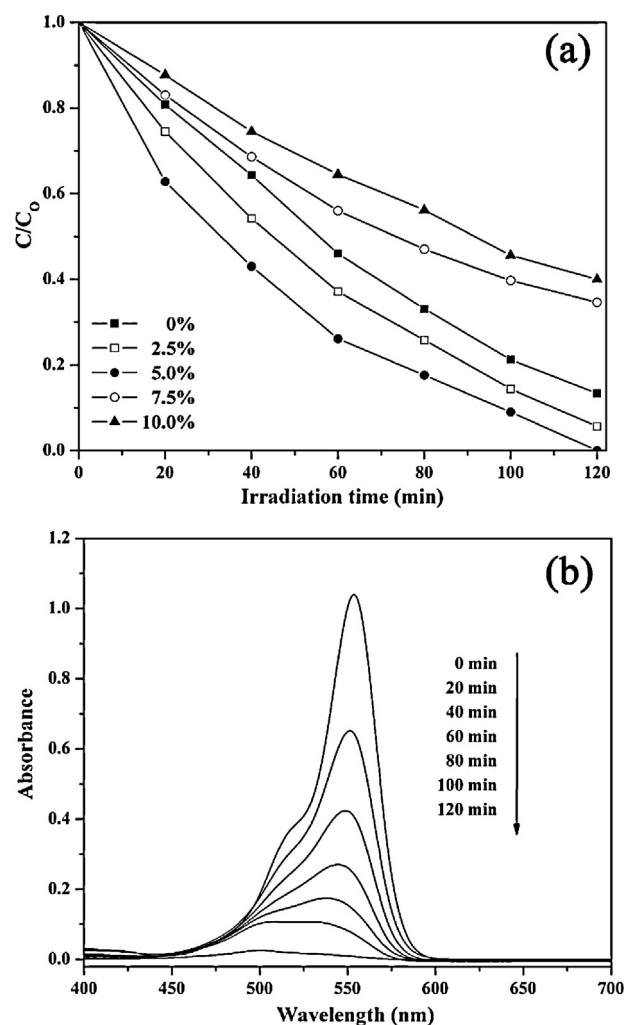 (a)
1.0
0.8
0.6
0.4
0.2
0.0
C/C₀
0%
2.5%
5.0%
7.5%
10.0%
0 20 40 60 80 100 120
Irradiation time (min)
(b)
1.2
1.0
0.8
0.6
0.4
0.2
0.0
Absorbance
0 min
20 min
40 min
60 min
80 min
100 min
120 min
400 450 500 550 600 650 700
Wavelength (nm)